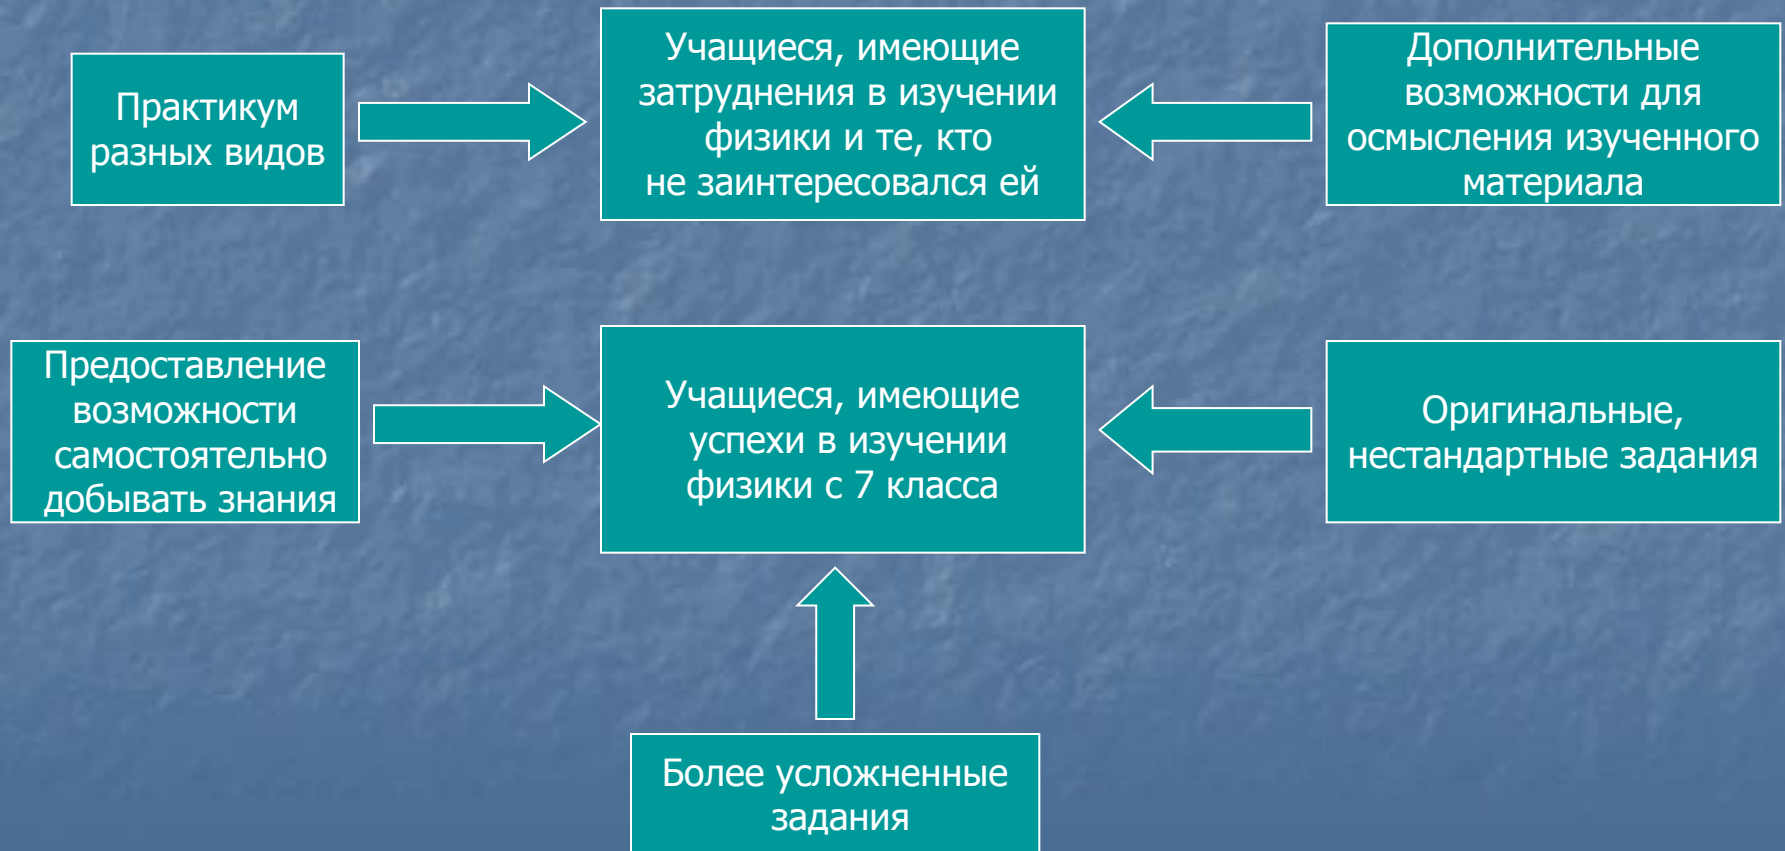 Практикум
разных видов
Учащиеся, имеющие
затруднения в изучении
физики и те, кто
не заинтересовался ей
Дополнительные
возможности для
осмысления изученного
материала
Предоставление
возможности
самостоятельно
добывать знания
Учащиеся, имеющие
успехи в изучении
физики с 7 класса
Оригинальные,
нестандартные задания
Более усложненные
задания